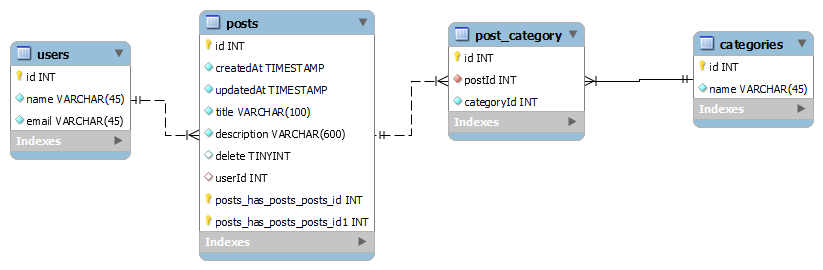 users
id INT
name VARCHAR(45)
email VARCHAR(45)
Indexes
posts
id INT
createdAt TIMESTAMP
updatedAt TIMESTAMP
title VARCHAR(100)
description VARCHAR(600)
delete TINYINT
userId INT
posts_has_posts_posts_id INT
posts_has_posts_posts_id1 INT
Indexes
post_category
id INT
postId INT
categoryId INT
Indexes
categories
id INT
name VARCHAR(45)
Indexes